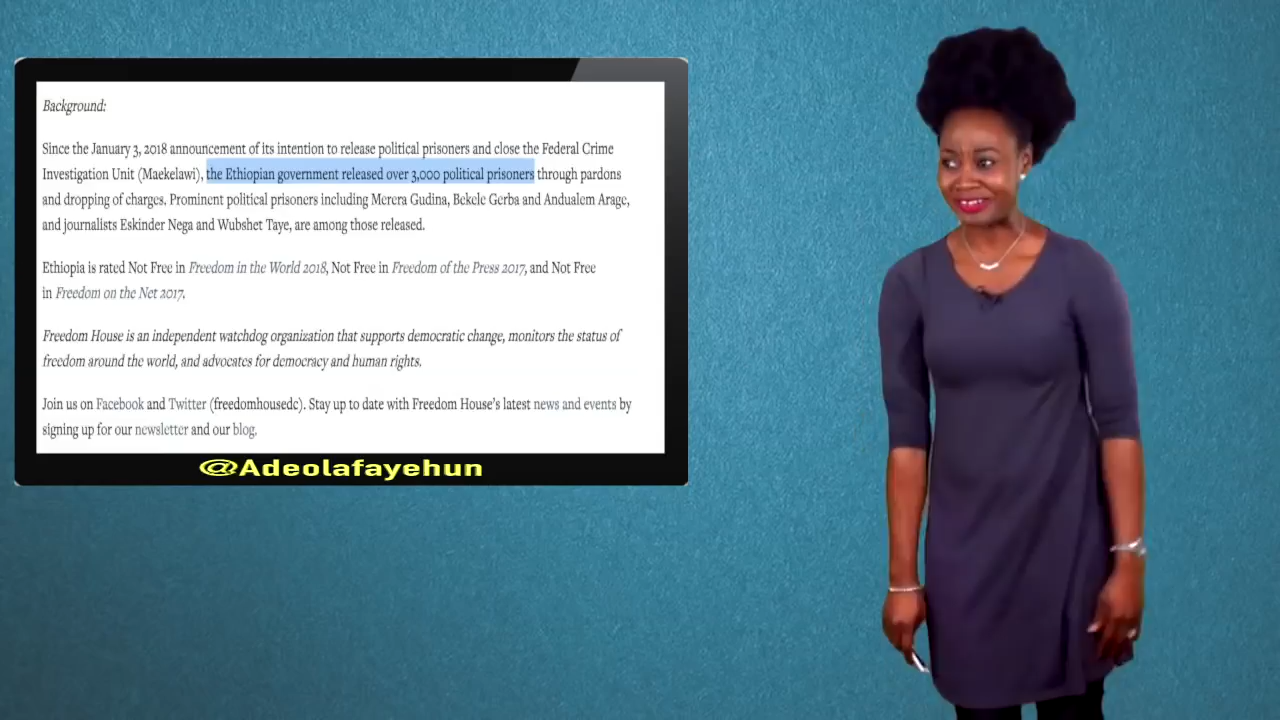 Background:
Since the January 3, 2018 announcement of its intention to release political prisoners and close the Federal Crime
Investigation Unit (Maekelawi), the Ethiopian government released over 3,000 political prisoners through pardons
and dropping of charges. Prominent political prisoners including Merera Gudina, Bekele Gerba and Andualem Arage,
and journalists Eskinder Nega and Wubshet Taye, are among those released.
Ethiopia is rated Not Free in Freedom in the World 2018, Not Free in Freedom of the Press 2017, and Not Free
in Freedom on the Net 2017.
Freedom House is an independent watchdog organization that supports democratic change, monitors the status of
freedom around the world, and advocates for democracy and human rights.
Join us on Facebook and Twitter (freedomhousedc). Stay up to date with Freedom House's latest news and events by
signing up for our newsletter and our blog.
@Adeolafayehun